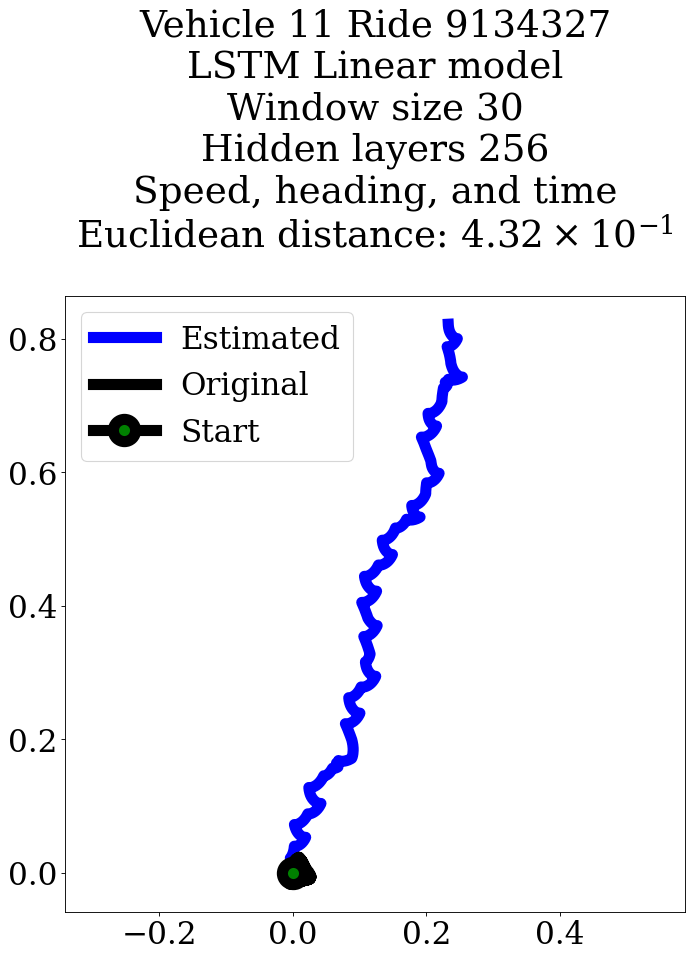 Vehicle 11 Ride 9134327
LSTM Linear model
Window size 30
Hidden layers 256
Speed, heading, and time
Euclidean distance: 4.32 × 10⁻¹
Estimated
Original
Start
0.8
0.6
0.4
0.2
0.0
−0.2 0.0 0.2 0.4